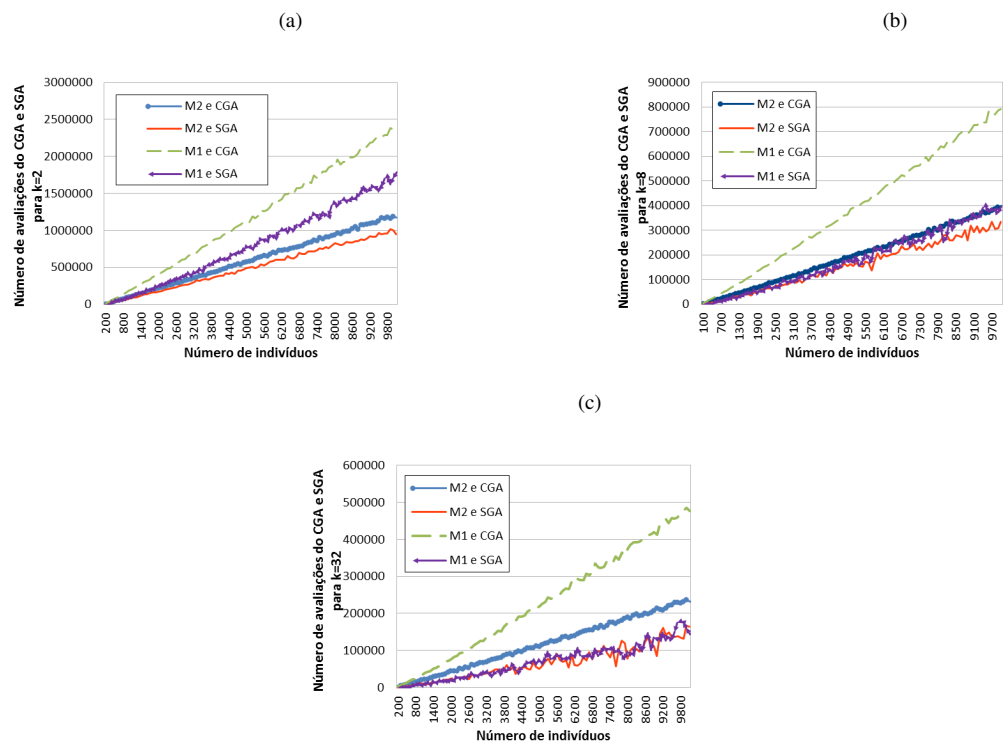 (a)
Número de avaliações do CGA e SGA
para k=2
3000000
2500000
2000000
1500000
1000000
500000
0
M2 e CGA
M2 e SGA
M1 e CGA
M1 e SGA
200 800 1400 2000 2600 3200 3800 4400 5000 5600 6200 6800 7400 8000 8600 9200 9800
Número de indivíduos
(b)
Número de avaliações do CGA e SGA
para k=8
900000
800000
700000
600000
500000
400000
300000
200000
100000
0
M2 e CGA
M2 e SGA
M1 e CGA
M1 e SGA
100 700 1300 1900 2500 3100 3700 4300 4900 5500 6100 6700 7300 7900 8500 9100 9700
Número de indivíduos
(c)
Número de avaliações do CGA e SGA
para k=32
600000
500000
400000
300000
200000
100000
0
M2 e CGA
M2 e SGA
M1 e CGA
M1 e SGA
200 800 1400 2000 2600 3200 3800 4400 5000 5600 6200 6800 7400 8000 8600 9200 9800
Número de indivíduos